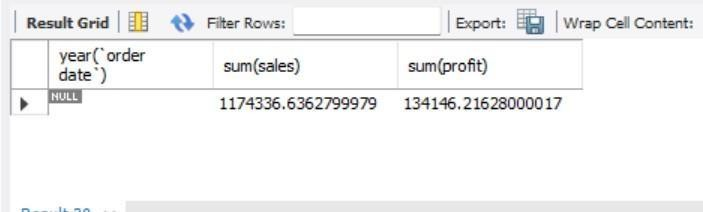 Result Grid Filter Rows: Export: Wrap Cell Content:
year(`order
date`) sum(sales) sum(profit)
NULL 1174336.6362799979 134146.21628000017